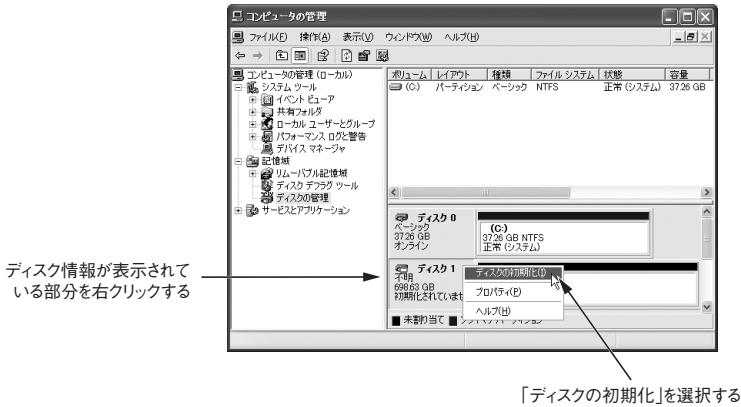 コンピュータの管理
ファイル(F) 操作(A) 表示(V) ウィンドウ(W) ヘルプ(H)
コンピュータの管理 (ローカル)
システム ツール
イベント ビューア
共有フォルダ
ローカル ユーザーとグループ
パフォーマンス ログと警告
デバイス マネージャ
記憶域
リムーバブル記憶域
ディスク デフラグ ツール
ディスクの管理
サービスとアプリケーション
ボリューム レイアウト 種類 ファイル システム 状態 容量
(C:) パーティション ベーシック NTFS 正常 (システム) 37.26 GB
ディスク 0
ベーシック
37.26 GB
オンライン
(C:)
37.26 GB NTFS
正常 (システム)
ディスク 1
不明
698.63 GB
初期化されていませ
ディスクの初期化(I)
プロパティ(P)
ヘルプ(H)
未割り当て
ディスク情報が表示されて
いる部分を右クリックする
「ディスクの初期化」を選択する